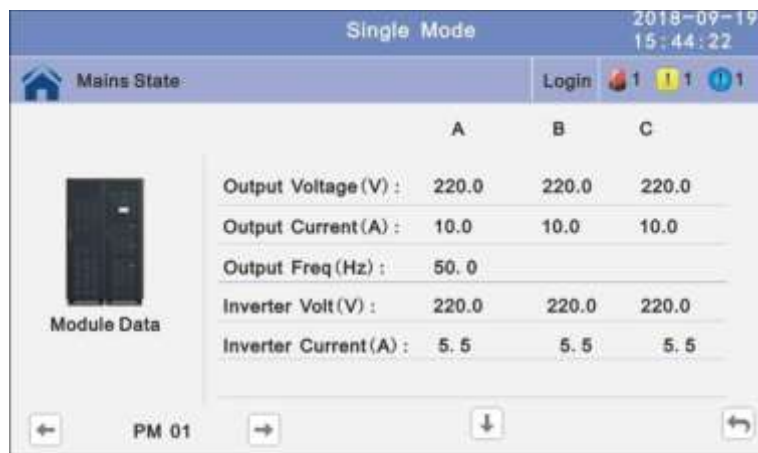 Single Mode
2018-09-19
15:44:22
Mains State
Login 1 1 1
A B C
Output Voltage(V): 220.0 220.0 220.0
Output Current(A): 10.0 10.0 10.0
Output Freq(Hz): 50.0
Inverter Volt(V): 220.0 220.0 220.0
Inverter Current(A): 5.5 5.5 5.5
Module Data
PM 01